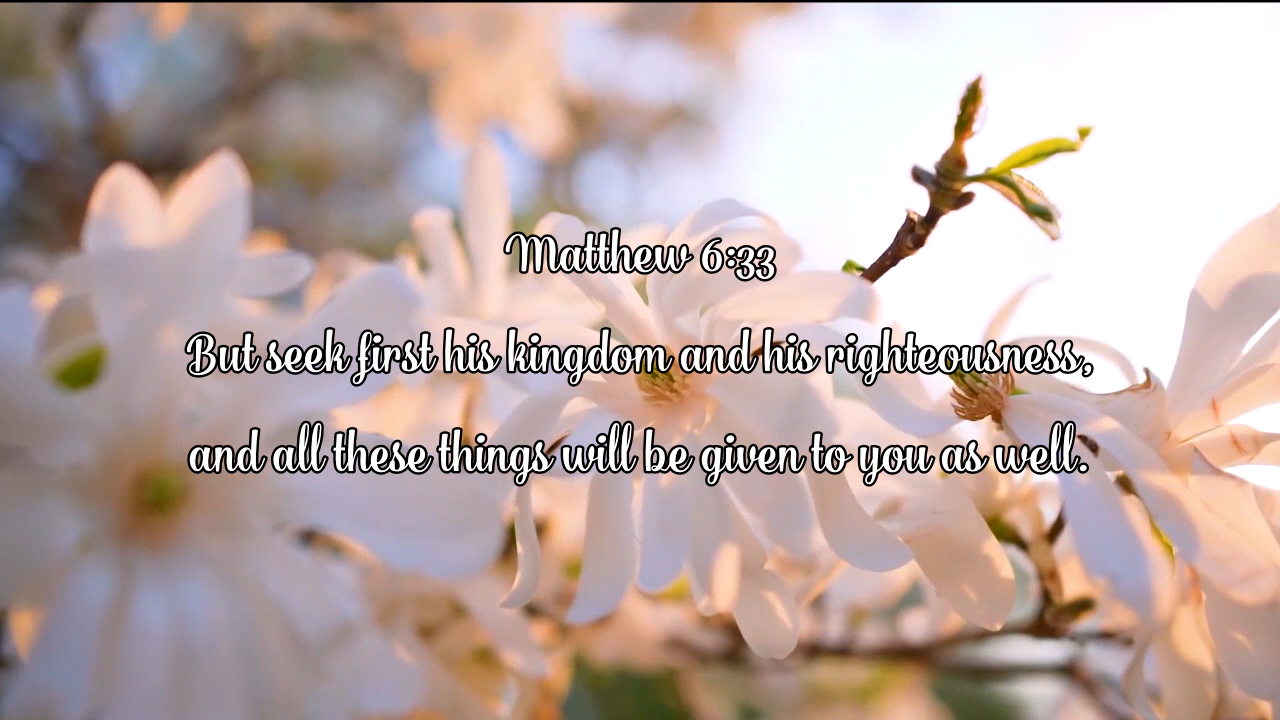 Matthew 6:33
But seek first his kingdom and his righteousness,
and all these things will be given to you as well.